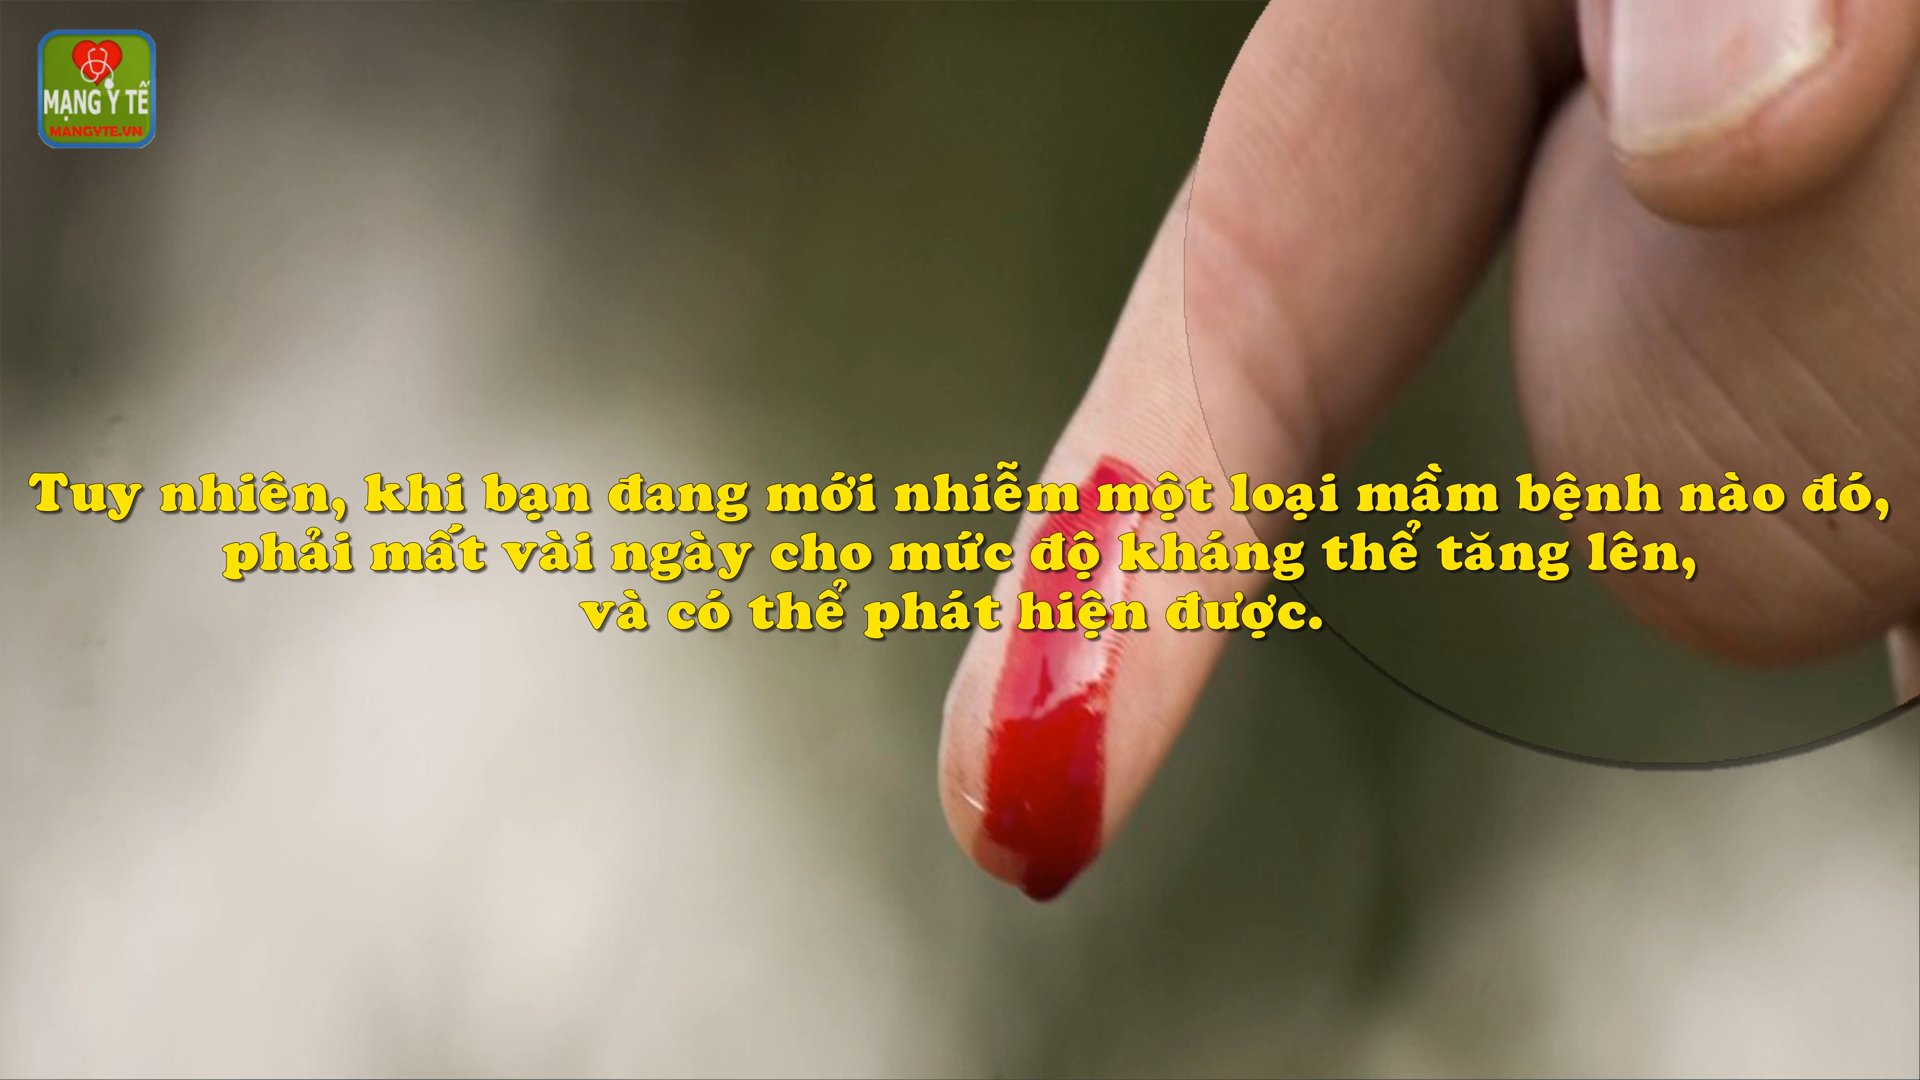 MẠNG Y TẾ
MANGYTE.VN
Tuy nhiên, khi bạn đang mới nhiễm một loại mầm bệnh nào đó,
phải mất vài ngày cho mức độ kháng thể tăng lên,
và có thể phát hiện được.